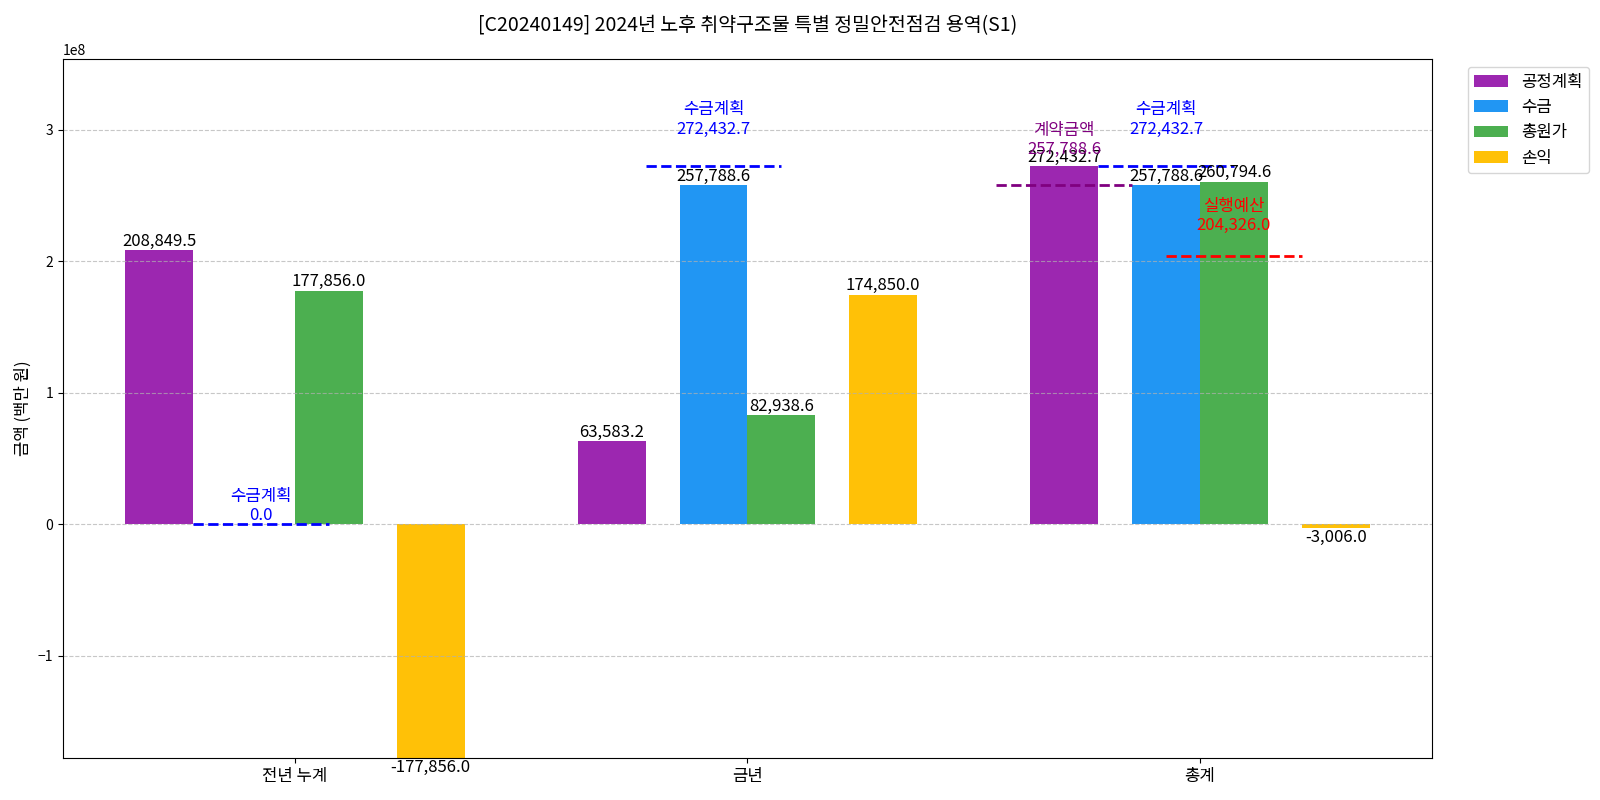 [C20240149] 2024년 노후 취약구조물 특별 정밀안전점검 용역(S1)
1e8
공정계획
수금
총원가
손익
금액 (백만 원)
3
2
1
0
−1
208,849.5
수금계획
0.0
177,856.0
-177,856.0
63,583.2
수금계획
272,432.7
257,788.6
82,938.6
174,850.0
계약금액
257,788.6
272,432.7
수금계획
272,432.7
257,788.6
260,794.6
실행예산
204,326.0
-3,006.0
전년 누계
금년
총계